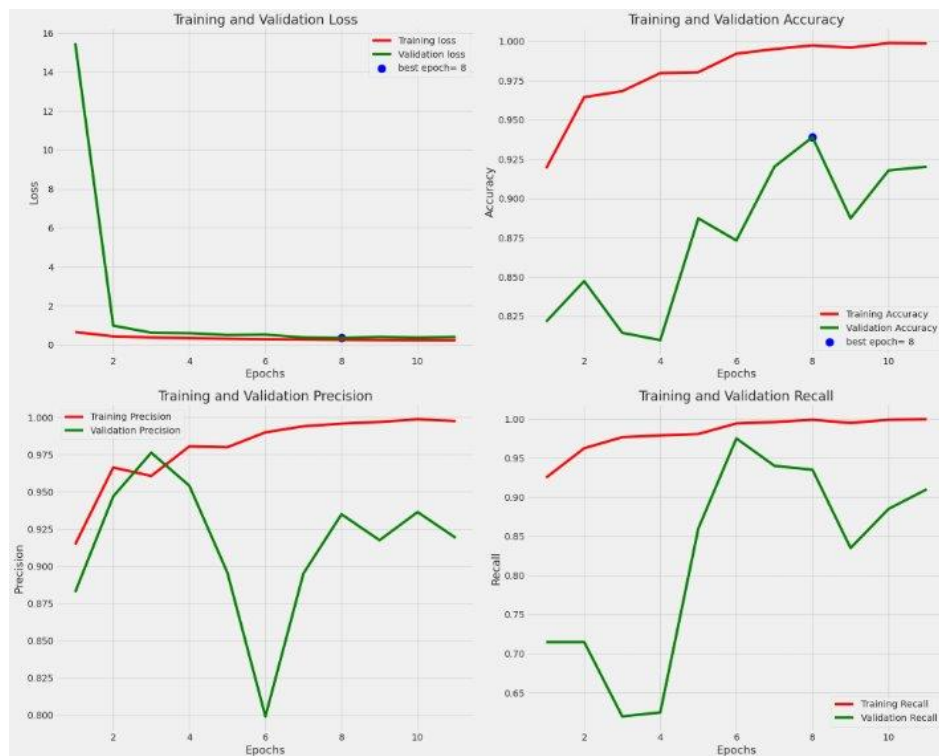 Training and Validation Loss
16
14
12
10
8
6
4
2
0
Loss
Training loss
Validation loss
best epoch= 8
2 4 6 8 10
Epochs
Training and Validation Accuracy
1.000
0.975
0.950
0.925
0.900
0.875
0.850
0.825
Accuracy
Training Accuracy
Validation Accuracy
best epoch= 8
2 4 6 8 10
Epochs
Training and Validation Precision
1.000
0.975
0.950
0.925
0.900
0.875
0.850
0.825
0.800
Precision
Training Precision
Validation Precision
2 4 6 8 10
Epochs
Training and Validation Recall
1.00
0.95
0.90
0.85
0.80
0.75
0.70
0.65
Recall
Training Recall
Validation Recall
2 4 6 8 10
Epochs